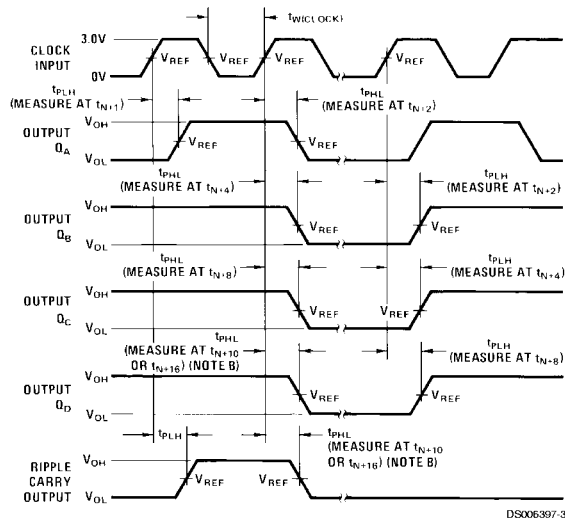 tW(CLOCK)
CLOCK INPUT
3.0V
0V
VREF
VREF
VREF
VREF
tPLH
(MEASURE AT tN+1)
tPHL
(MEASURE AT tN+2)
OUTPUT QA
VOH
VOL
VREF
VREF
tPHL
(MEASURE AT tN+4)
tPLH
(MEASURE AT tN+2)
OUTPUT QB
VOH
VOL
VREF
VREF
tPHL
(MEASURE AT tN+8)
tPLH
(MEASURE AT tN+4)
OUTPUT QC
VOH
VOL
VREF
VREF
tPHL
(MEASURE AT tN+10
OR tN+16) (NOTE B)
tPLH
(MEASURE AT tN+8)
OUTPUT QD
VOH
VOL
VREF
VREF
tPLH
tPHL
(MEASURE AT tN+10
OR tN+16) (NOTE B)
RIPPLE CARRY OUTPUT
VOH
VOL
VREF
VREF
DS006397-3